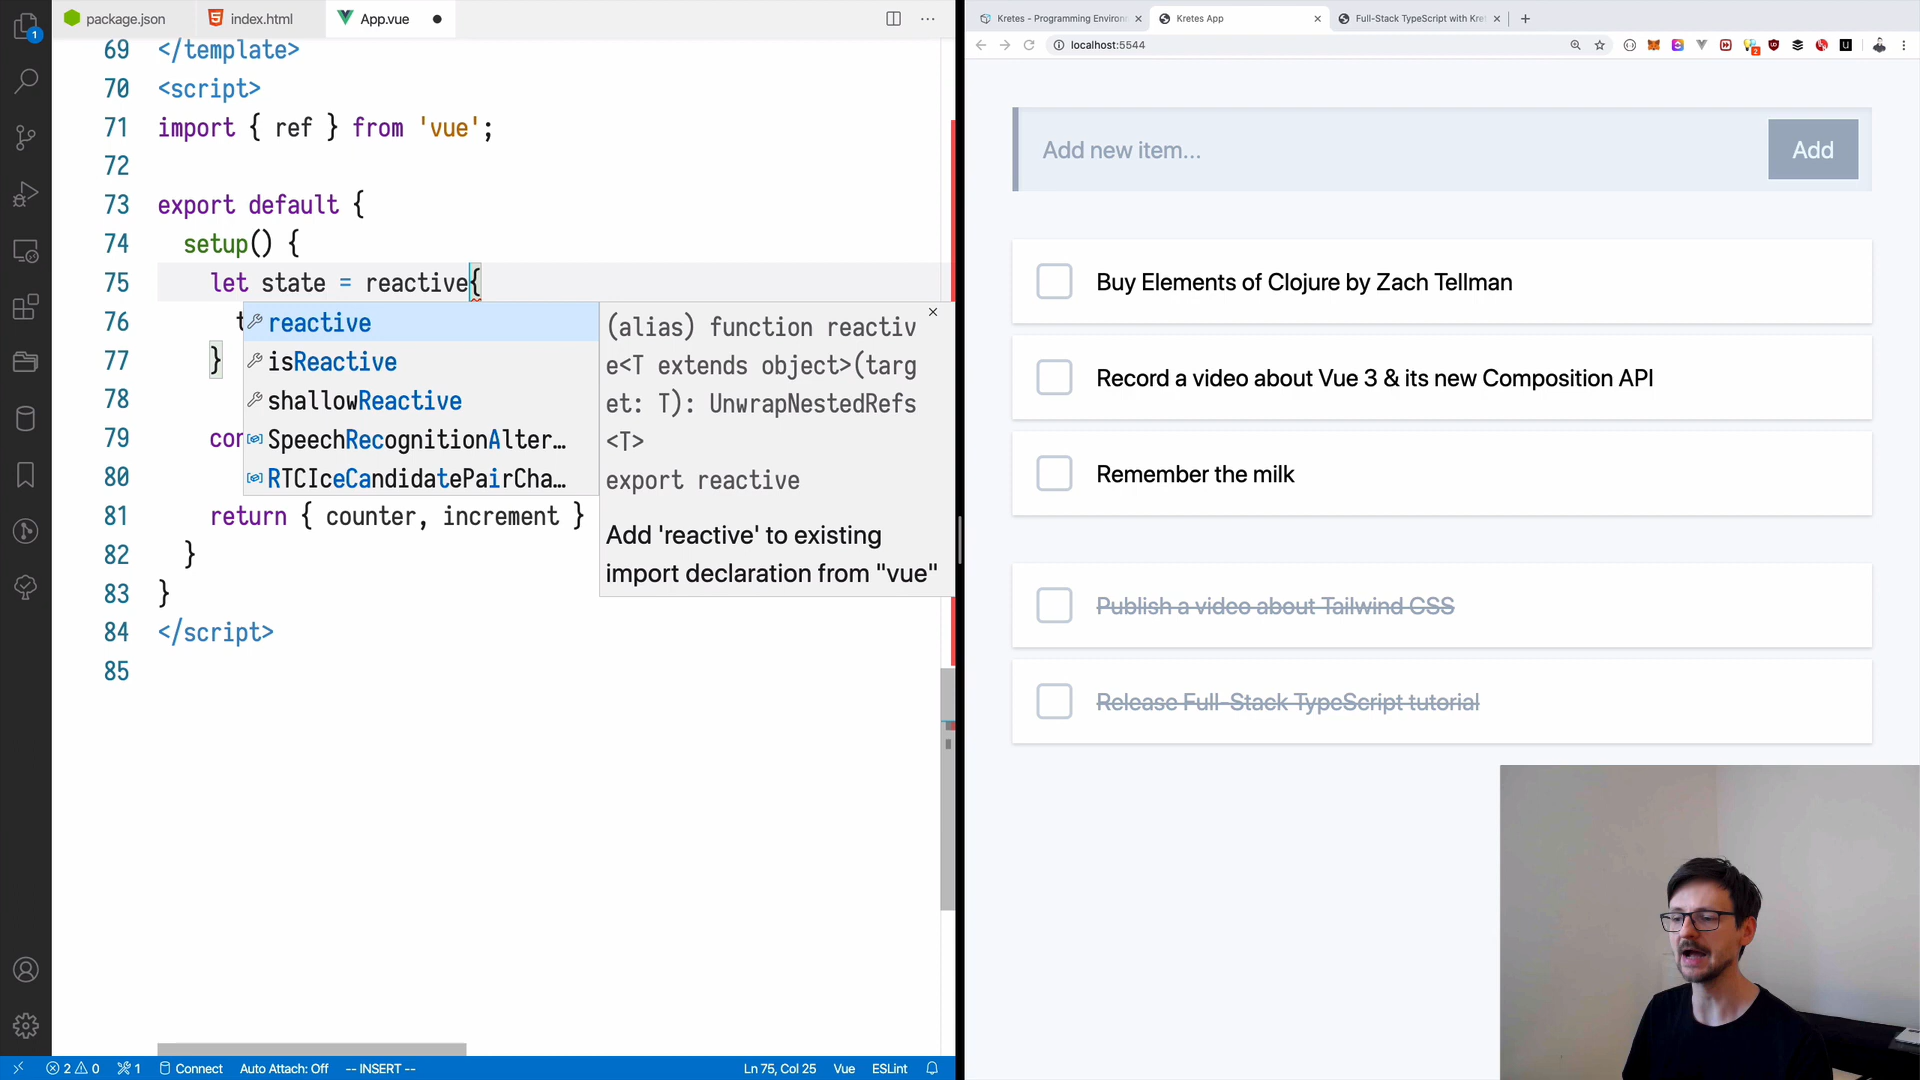 package.json
index.html
App.vue
69 </template>
70 <script>
71 import { ref } from 'vue';
72
73 export default {
74 setup() {
75 let state = reactive{
76 t
77 }
78
79 con
80
81 return { counter, increment }
82 }
83 }
84 </script>
85
reactive
isReactive
shallowReactive
SpeechRecognitionAlter...
RTCIceCandidatePairCha...
(alias) function reactiv
e<T extends object>(targ
et: T): UnwrapNestedRefs
<T>
export reactive
Add 'reactive' to existing
import declaration from "vue"
1
2 0 1 Connect Auto Attach: Off -- INSERT -- Ln 75, Col 25 Vue ESLint
Kretes - Programming Environ
Kretes App
Full-Stack TypeScript with Kre
localhost:5544
2
Add new item...
Add
Buy Elements of Clojure by Zach Tellman
Record a video about Vue 3 & its new Composition API
Remember the milk
Publish a video about Tailwind CSS
Release Full-Stack TypeScript tutorial